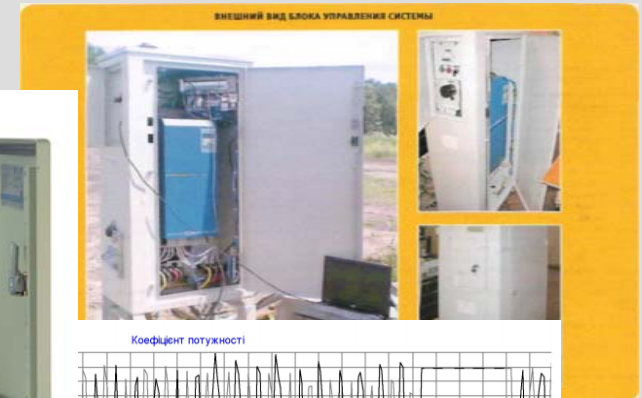 ВНЕШНИЙ ВИД БЛОКА УПРАВЛЕНИЯ СИСТЕМЫ
Коефіцієнт потужності